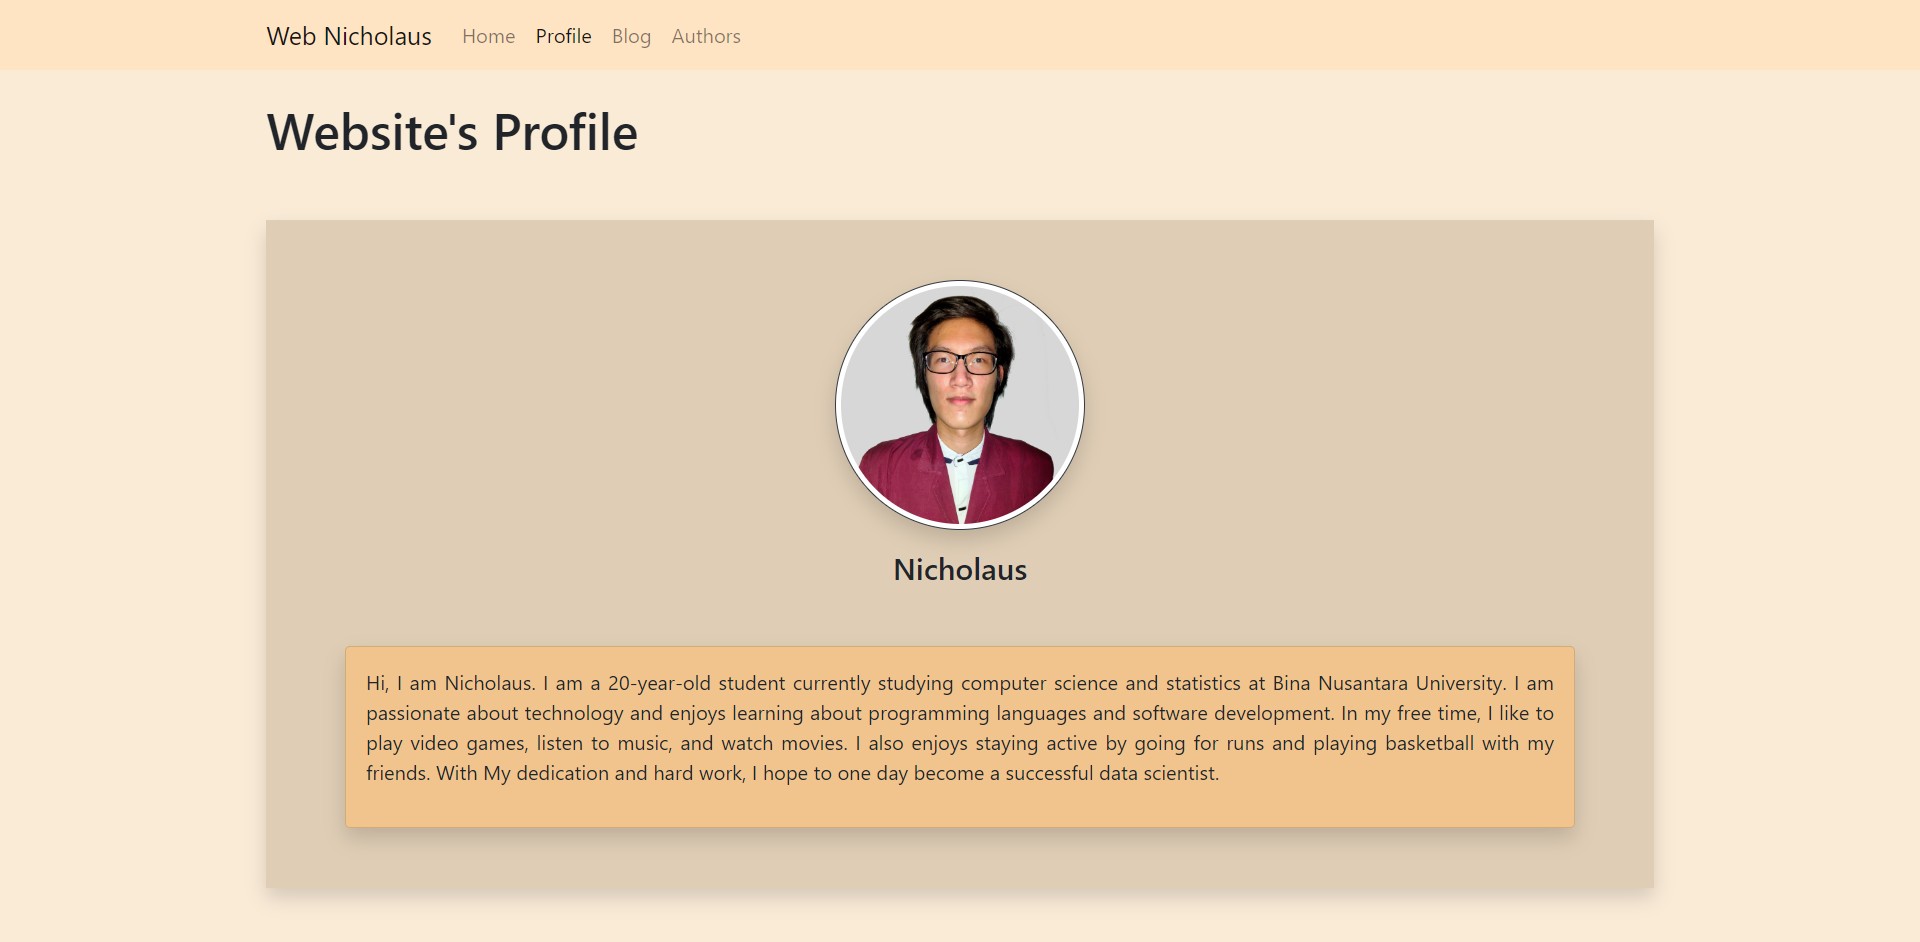 Web Nicholaus Home Profile Blog Authors
Website's Profile
Nicholaus
Hi, I am Nicholaus. I am a 20-year-old student currently studying computer science and statistics at Bina Nusantara University. I am
passionate about technology and enjoys learning about programming languages and software development. In my free time, I like to
play video games, listen to music, and watch movies. I also enjoys staying active by going for runs and playing basketball with my
friends. With My dedication and hard work, I hope to one day become a successful data scientist.